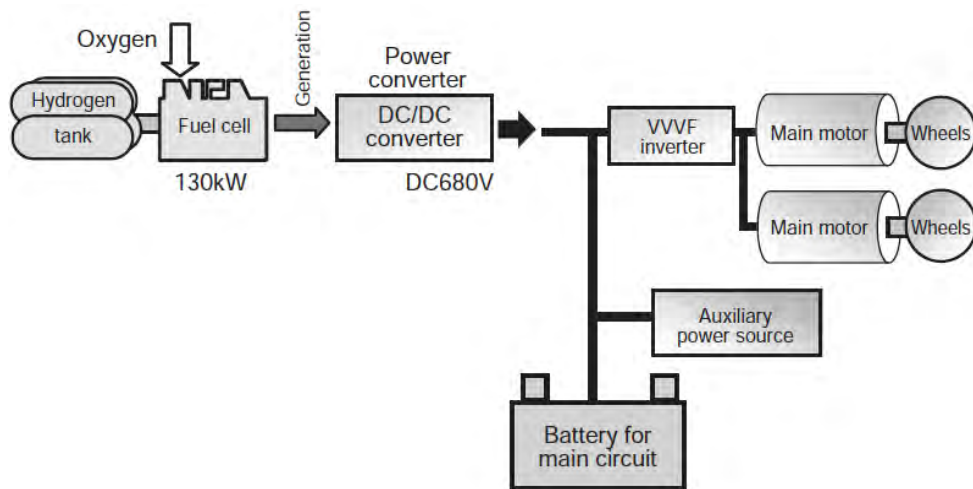 Oxygen
Hydrogen
tank
Fuel cell
130kW
Generation
Power
converter
DC/DC
converter
DC680V
VVVF
inverter
Main motor
Wheels
Main motor
Wheels
Auxiliary
power source
Battery for
main circuit